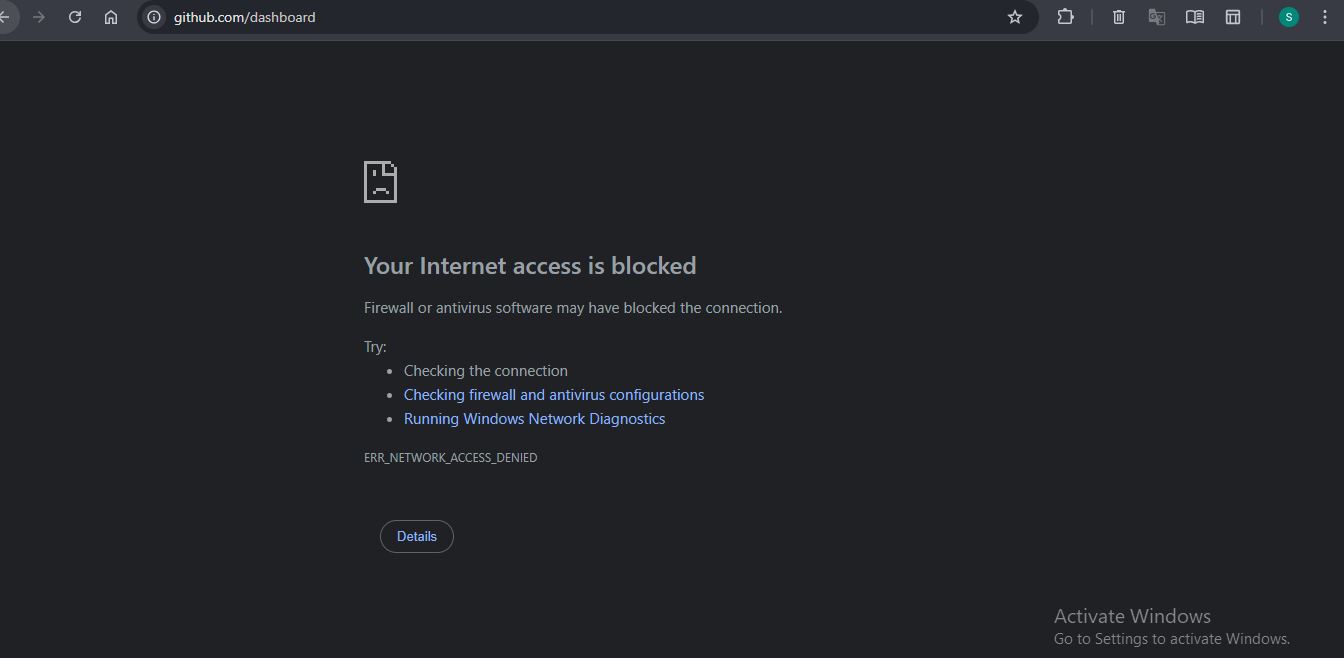 github.com/dashboard
S
Your Internet access is blocked
Firewall or antivirus software may have blocked the connection.
Try:
• Checking the connection
• Checking firewall and antivirus configurations
• Running Windows Network Diagnostics
ERR_NETWORK_ACCESS_DENIED
Details
Activate Windows
Go to Settings to activate Windows.